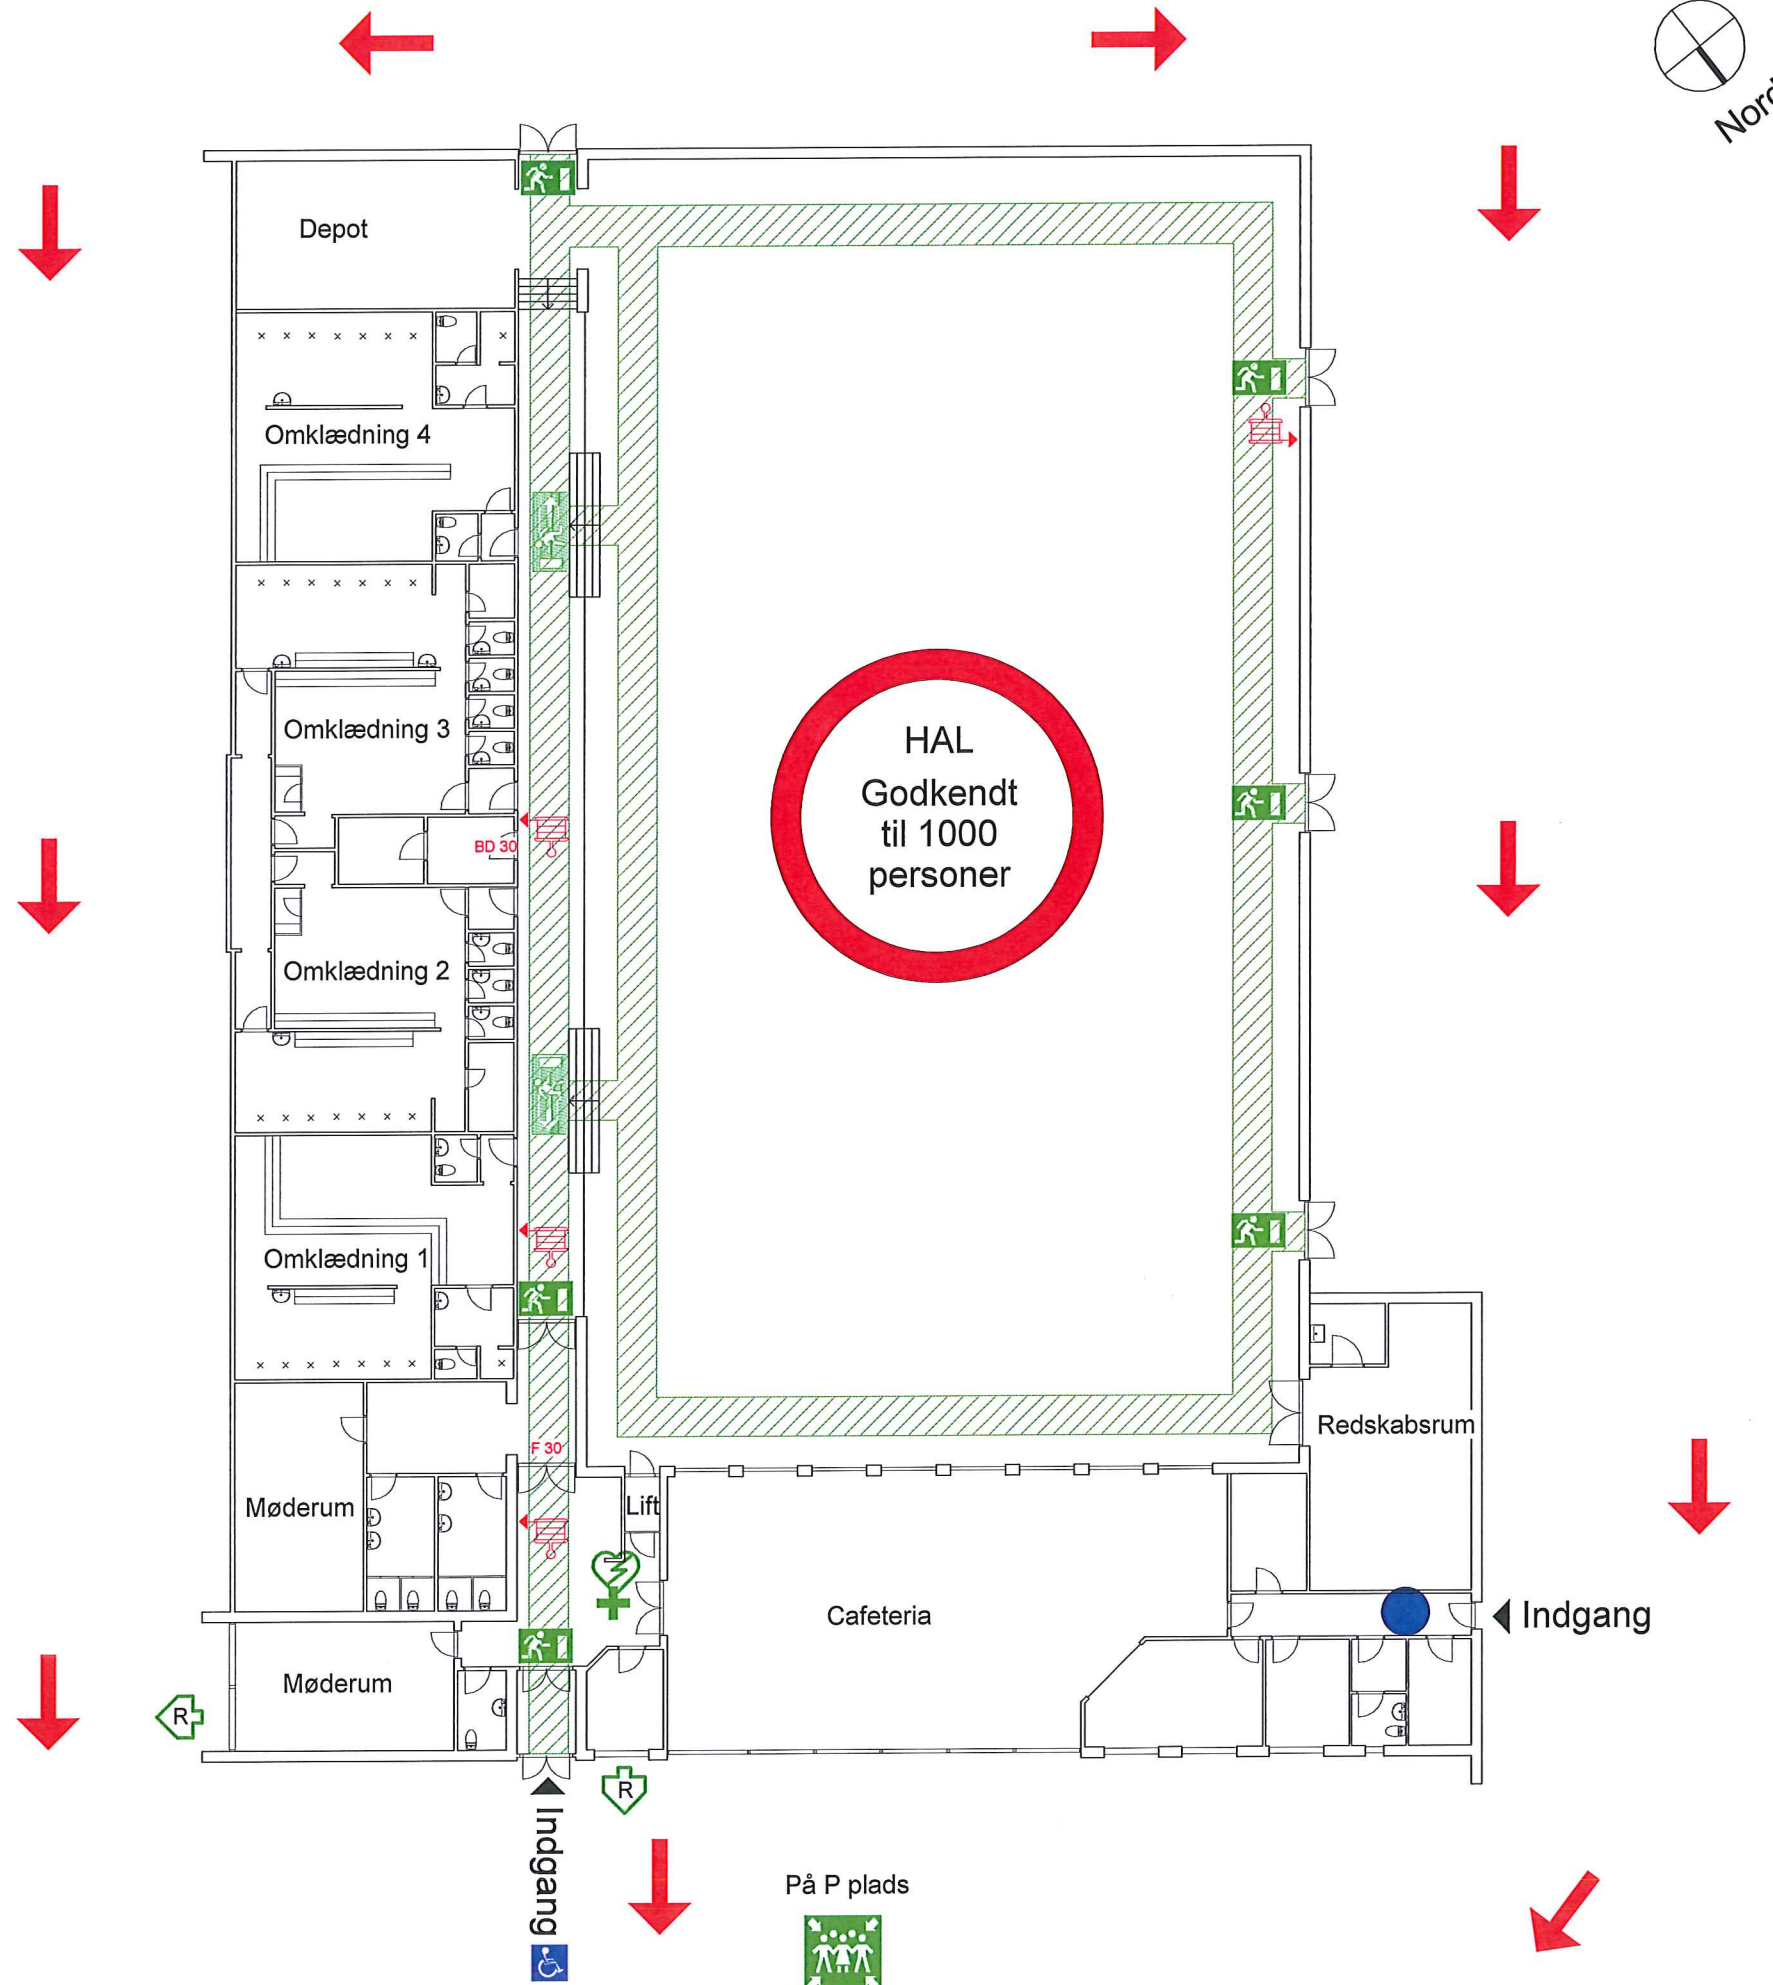 Nord
Depot
Omklædning 4
Omklædning 3
HAL
Godkendt
til 1000
personer
BD 30
Omklædning 2
Omklædning 1
Redskabsrum
F 30
Møderum
Lift
Cafeteria
Indgang
Møderum
R
R
Indgang
På P plads